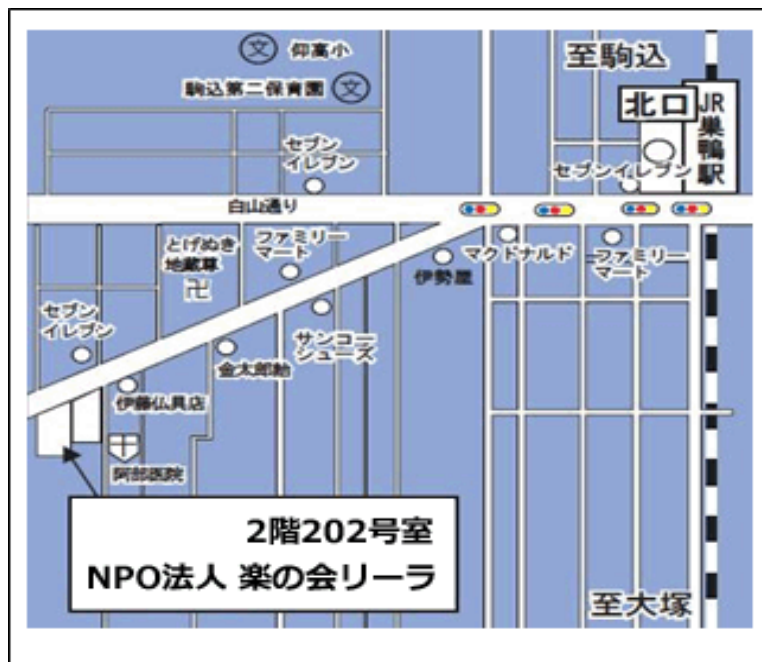 仰高小
至駒込
駒込第二保育園
北口
JR巣鴨駅
セブン
イレブン
セブンイレブン
白山通り
とげぬき
地蔵尊
ファミリー
マート
マクドナルド
ファミリー
マート
伊勢屋
セブン
イレブン
サンコー
シューズ
金太郎飴
伊藤仏具店
阿部医院
2階202号室
NPO法人 楽の会リーラ
至大塚
文
文
卍